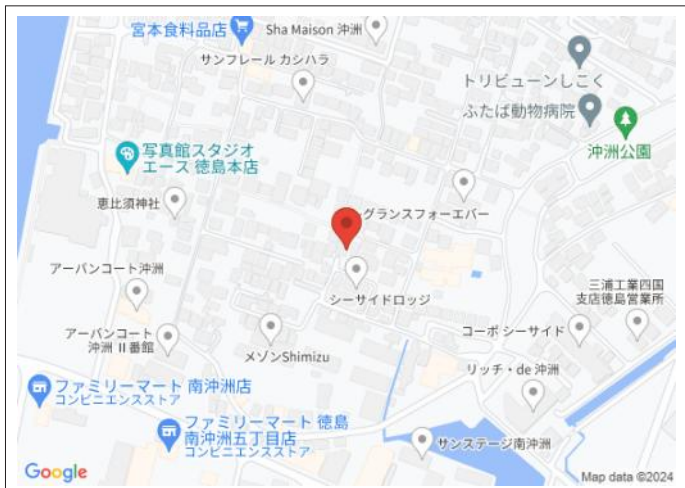 宮本食料品店
Sha Maison 沖洲
サンフレール カシハラ
トリビューンしこく
ふたば動物病院
沖洲公園
写真館スタジオ
エース 徳島本店
恵比須神社
グランスフォーエバー
アーバンコート沖洲
シーサイドロッジ
三浦工業四国
支店徳島営業所
アーバンコート
沖洲 II番館
メゾンShimizu
コーポ シーサイド
リッチ・de 沖洲
ファミリーマート 南沖洲店
コンビニエンスストア
ファミリーマート 徳島
南沖洲五丁目店
コンビニエンスストア
サンステージ南沖洲
Google
Map data ©2024